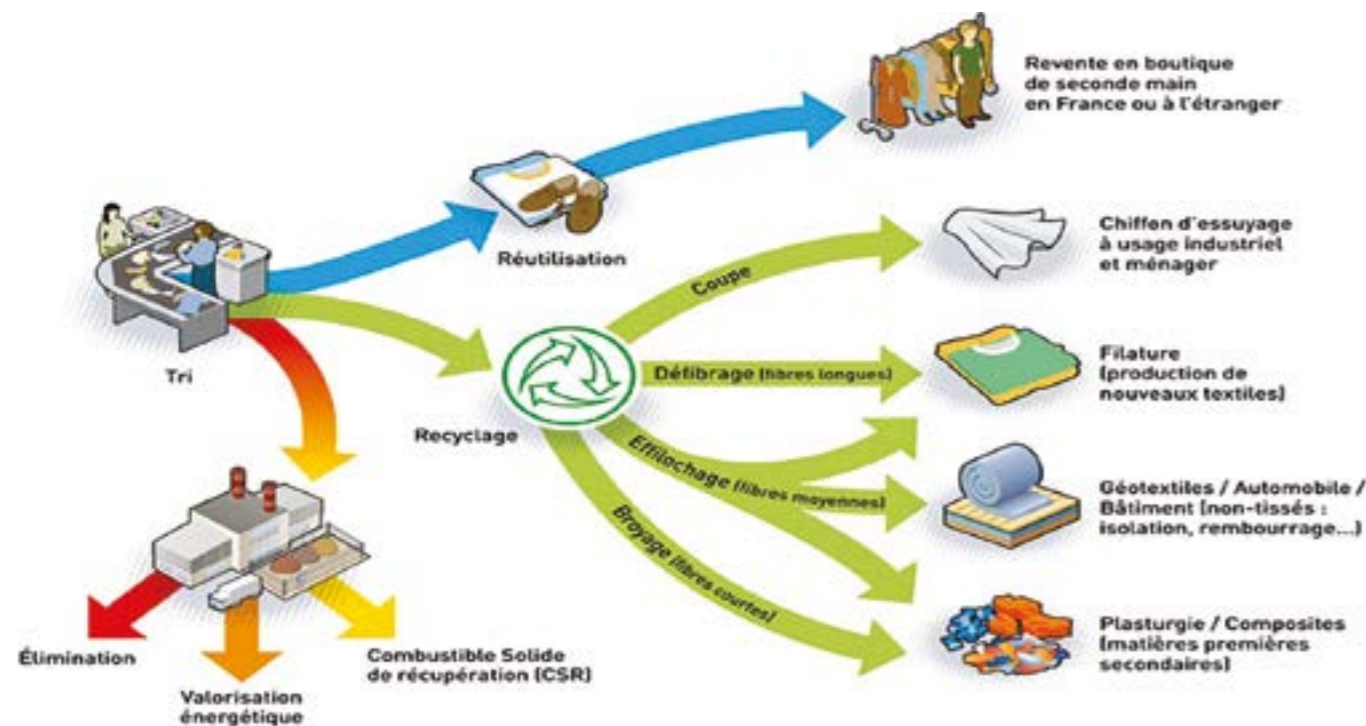 Revente en boutique
de seconde main
en France ou à l'étranger
Réutilisation
Chiffon d'essuyage
à usage industriel
et ménager
Coupe
Tri
Défibrage (fibres longues)
Filature
(production de
nouveaux textiles)
Recyclage
Effilochage (fibres moyennes)
Géotextiles / Automobile /
Bâtiment (non-tissés :
isolation, rembourrage...)
Broyage (fibres courtes)
Plasturgie / Composites
(matières premières
secondaires)
Élimination
Valorisation
énergétique
Combustible Solide
de récupération (CSR)